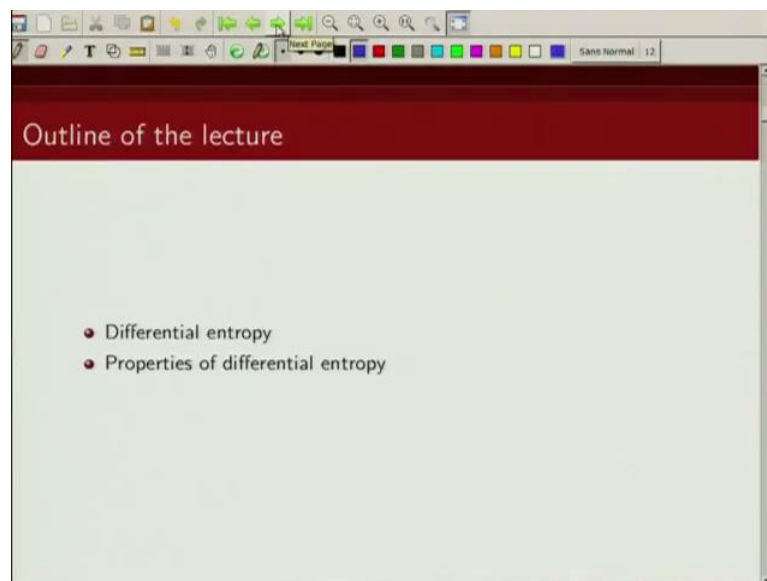 T
Next Page
Sans Normal 12
Outline of the lecture
Differential entropy
Properties of differential entropy